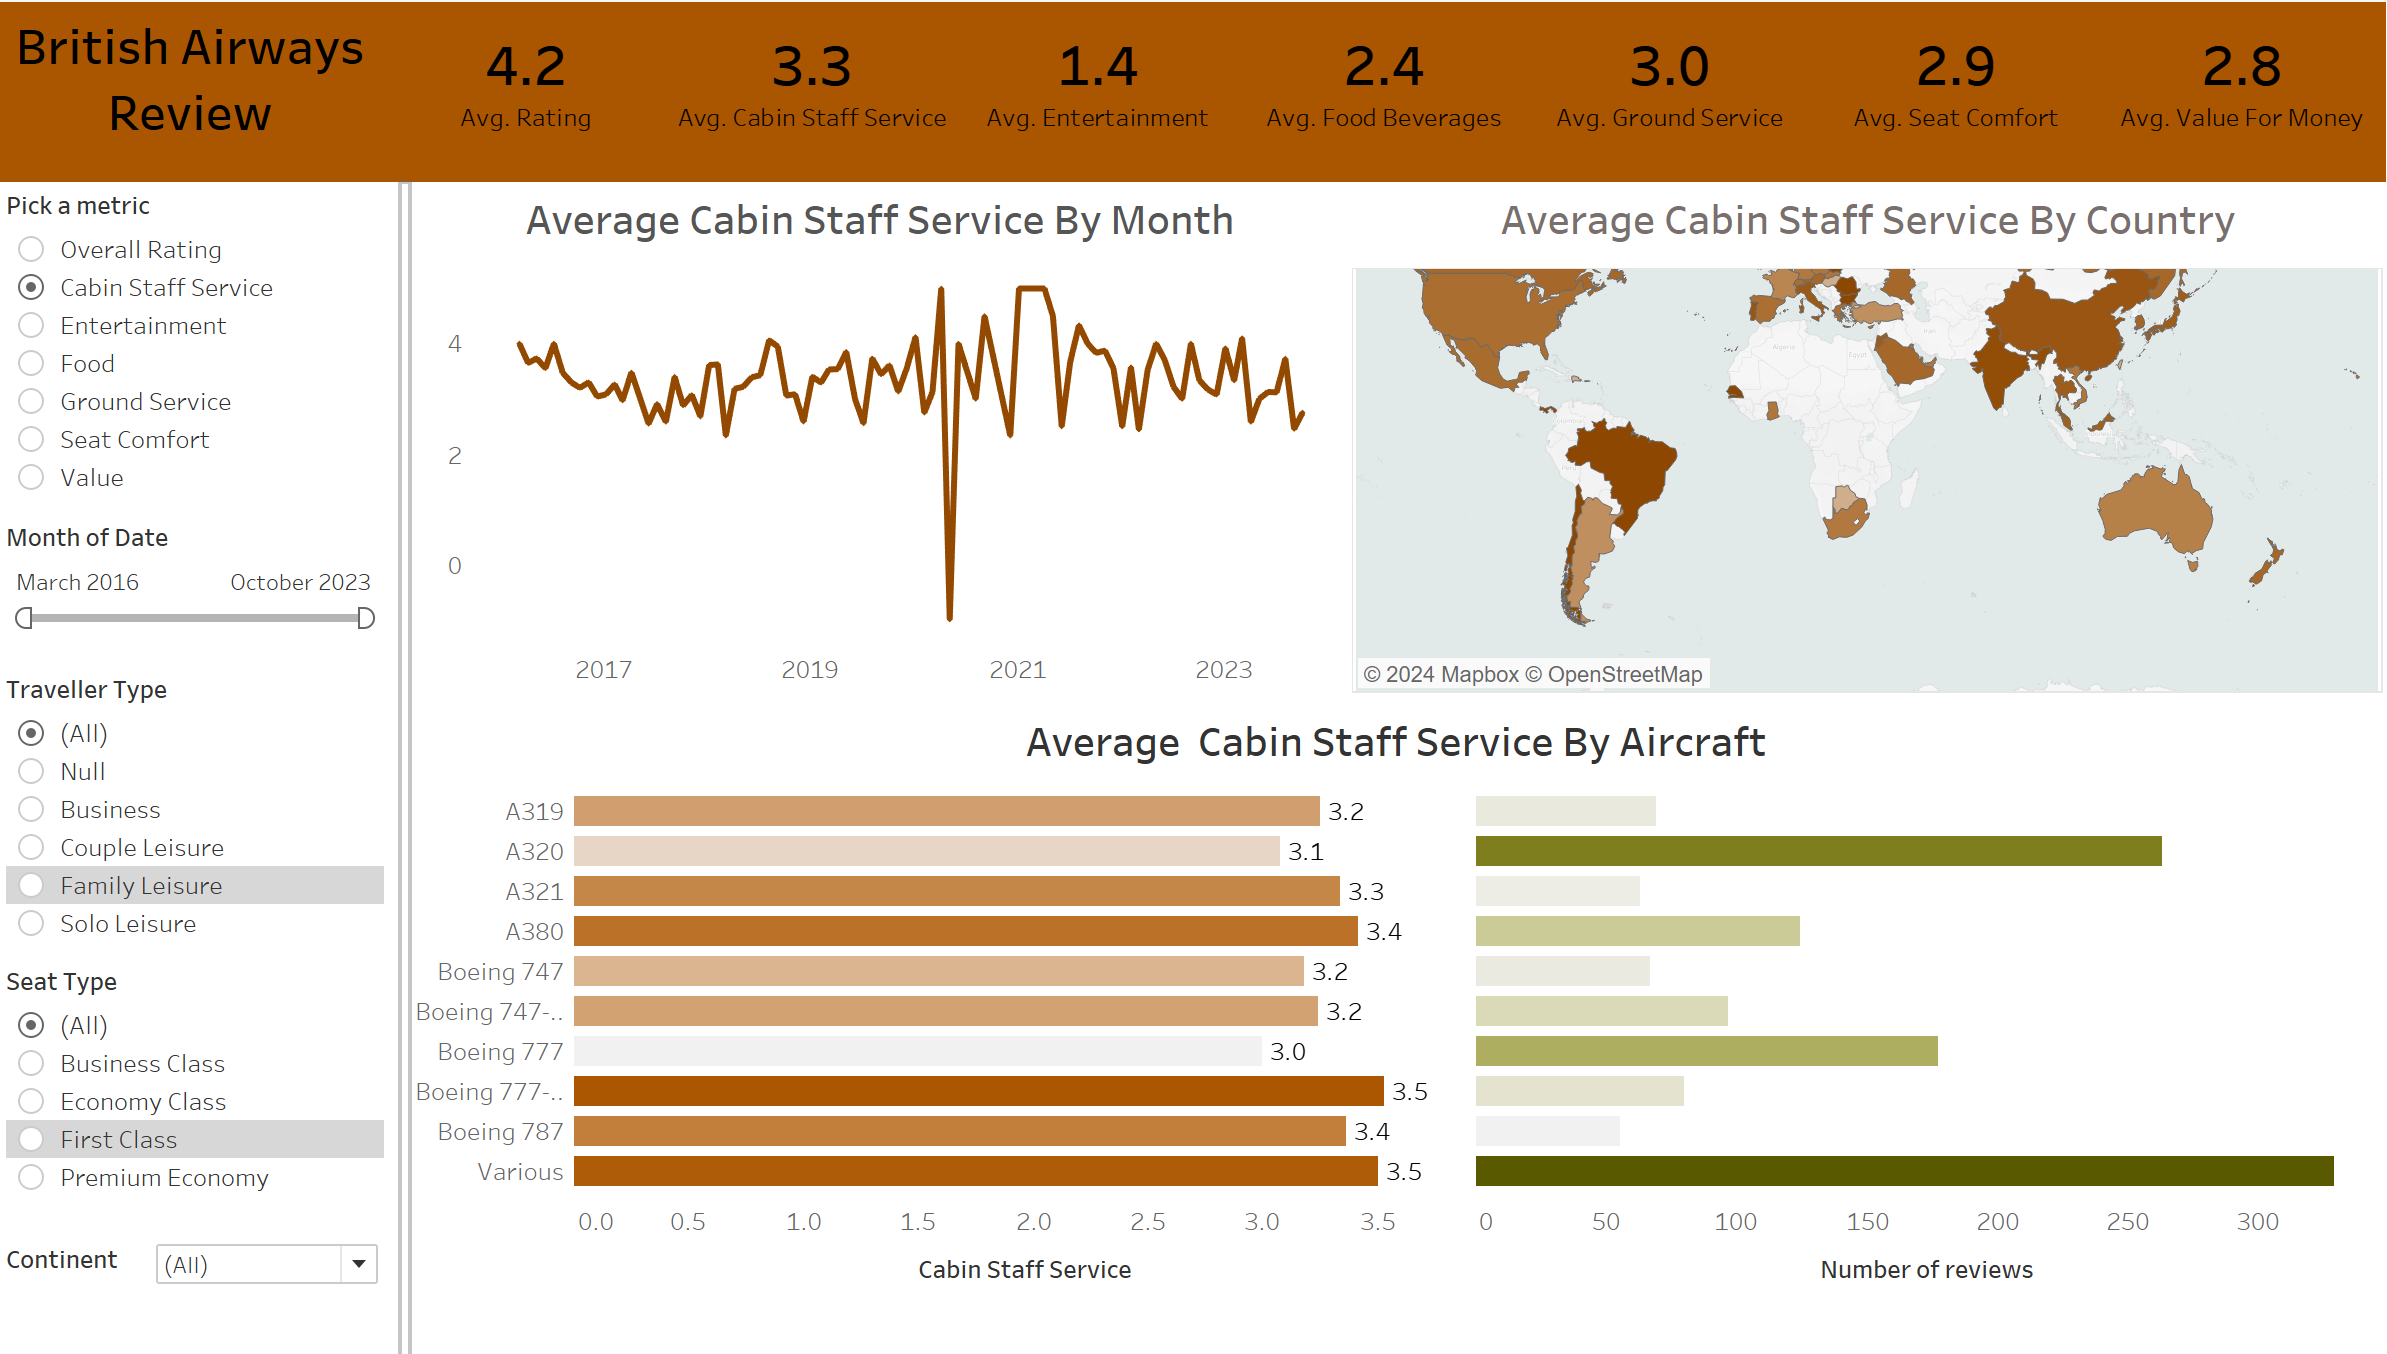 British Airways
Review
4.2
Avg. Rating
3.3
Avg. Cabin Staff Service
1.4
Avg. Entertainment
2.4
Avg. Food Beverages
3.0
Avg. Ground Service
2.9
Avg. Seat Comfort
2.8
Avg. Value For Money
Pick a metric
Overall Rating
Cabin Staff Service
Entertainment
Food
Ground Service
Seat Comfort
Value
Month of Date
March 2016
October 2023
Traveller Type
(All)
Null
Business
Couple Leisure
Family Leisure
Solo Leisure
Seat Type
(All)
Business Class
Economy Class
First Class
Premium Economy
Continent
(All)
Average Cabin Staff Service By Month
4
2
0
2017
2019
2021
2023
Average Cabin Staff Service By Country
Algeria
Egypt
Iran
© 2024 Mapbox © OpenStreetMap
Average  Cabin Staff Service By Aircraft
A319 3.2
A320 3.1
A321 3.3
A380 3.4
Boeing 747 3.2
Boeing 747-.. 3.2
Boeing 777 3.0
Boeing 777-.. 3.5
Boeing 787 3.4
Various 3.5
0.0 0.5 1.0 1.5 2.0 2.5 3.0 3.5
Cabin Staff Service
0 50 100 150 200 250 300
Number of reviews